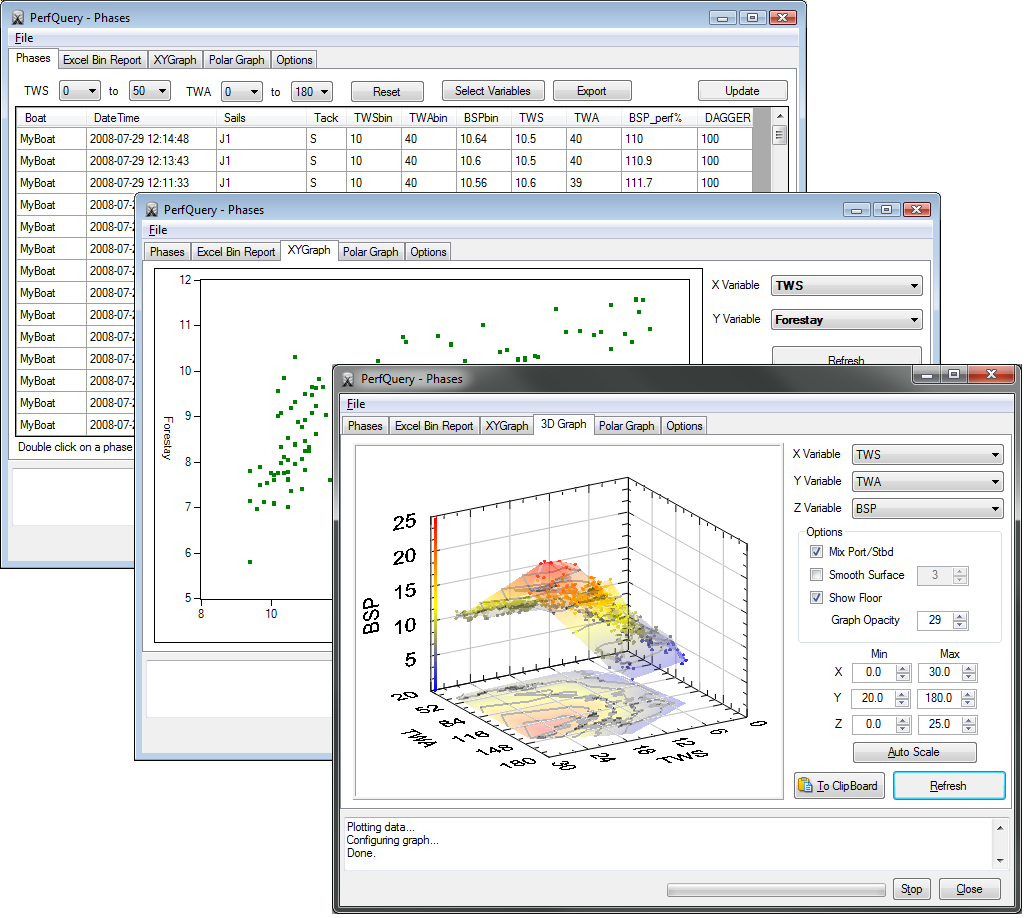 PerfQuery - Phases
File
Phases Excel Bin Report XYGraph Polar Graph Options
TWS 0 to 50 TWA 0 to 180 Reset Select Variables Export Update
Boat DateTime Sails Tack TWSbin TWAbin BSPbin TWS TWA BSP_perf% DAGGER
MyBoat 2008-07-29 12:14:48 J1 S 10 40 10.64 10.5 40 110 100
MyBoat 2008-07-29 12:13:43 J1 S 10 40 10.6 10.5 40 110.9 100
MyBoat 2008-07-29 12:11:33 J1 S 10 40 10.56 10.6 39 111.7 100
MyBoat 2008-07-2
MyBoat 2008-07-2
MyBoat 2008-07-2
MyBoat 2008-07-2
MyBoat 2008-07-2
MyBoat 2008-07-2
MyBoat 2008-07-2
MyBoat 2008-07-2
MyBoat 2008-07-2
MyBoat 2008-07-2
MyBoat 2008-07-2
Double click on a phase
PerfQuery - Phases
File
Phases Excel Bin Report XYGraph Polar Graph Options
12
11
10
9
8
7
6
5
Forestay
8 10
X Variable TWS
Y Variable Forestay
Refresh
PerfQuery - Phases
File
Phases Excel Bin Report XYGraph 3D Graph Polar Graph Options
25
20
15
10
5
BSP
20
52
84
116
148
180
TWA
30
24
18
12
6
0
TWS
X Variable TWS
Y Variable TWA
Z Variable BSP
Options
Mix Port/Stbd
Smooth Surface 3
Show Floor
Graph Opacity 29
Min Max
X 0.0 30.0
Y 20.0 180.0
Z 0.0 25.0
Auto Scale
To ClipBoard Refresh
Plotting data...
Configuring graph...
Done.
Stop Close